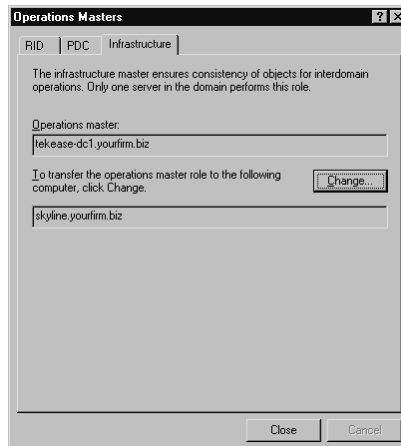 Operations Masters
RID
PDC
Infrastructure
The infrastructure master ensures consistency of objects for interdomain
operations. Only one server in the domain performs this role.
Operations master:
tekease-dc1.yourfirm.biz
To transfer the operations master role to the following
computer, click Change.
Change...
skyline.yourfirm.biz
Close
Cancel